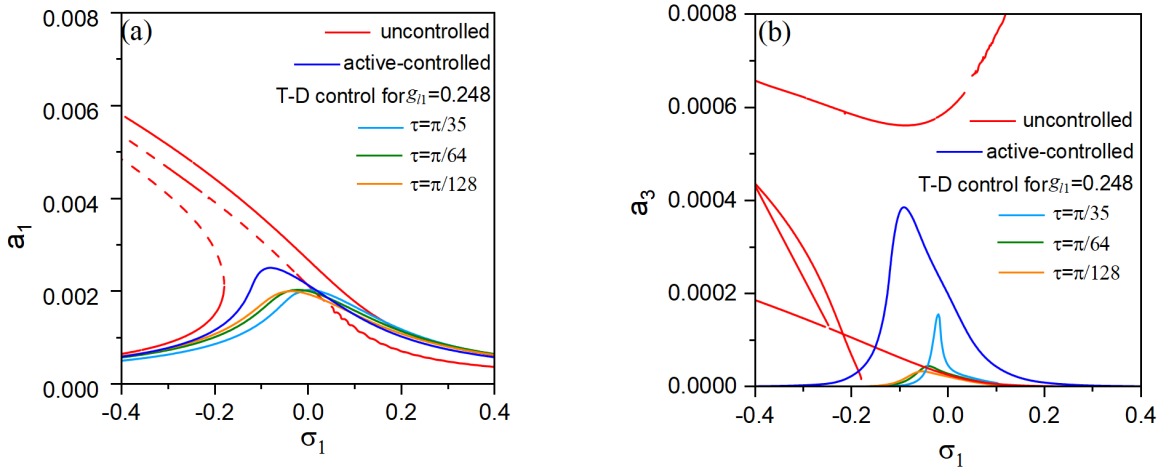 (a)
0.008
0.006
0.004
0.002
0.000
a1
uncontrolled
active-controlled
T-D control for gl1=0.248
τ=π/35
τ=π/64
τ=π/128
-0.4
-0.2
0.0
0.2
0.4
σ1
(b)
0.0008
0.0006
0.0004
0.0002
0.0000
a3
uncontrolled
active-controlled
T-D control for gl1=0.248
τ=π/35
τ=π/64
τ=π/128
-0.4
-0.2
0.0
0.2
0.4
σ1